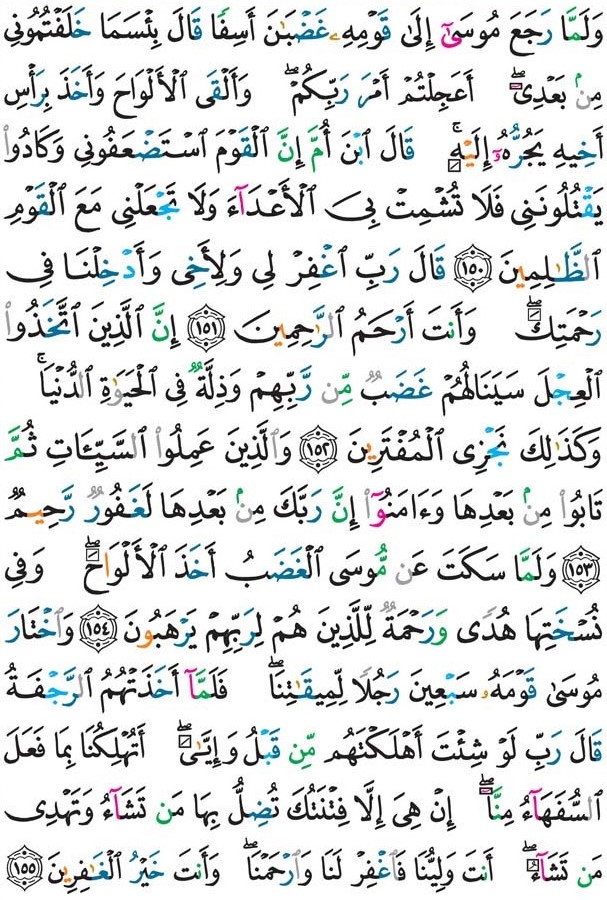 وَلَمَّا رَجَعَ مُوسَىٰٓ إِلَىٰ قَوْمِهِۦ غَضْبَٰنَ أَسِفًا قَالَ بِئْسَمَا خَلَفْتُمُونِى
مِنۢ بَعْدِىٓ ۖ أَعَجِلْتُمْ أَمْرَ رَبِّكُمْ ۖ وَأَلْقَى ٱلْأَلْوَاحَ وَأَخَذَ بِرَأْسِ
أَخِيهِ يَجُرُّهُۥٓ إِلَيْهِ ۚ قَالَ ٱبْنَ أُمَّ إِنَّ ٱلْقَوْمَ ٱسْتَضْعَفُونِى وَكَادُوا۟
يَقْتُلُونَنِى فَلَا تُشْمِتْ بِىَ ٱلْأَعْدَآءَ وَلَا تَجْعَلْنِى مَعَ ٱلْقَوْمِ
ٱلظَّٰلِمِينَ ۝١٥٠ قَالَ رَبِّ ٱغْفِرْ لِى وَلِأَخِى وَأَدْخِلْنَا فِى
رَحْمَتِكَ ۖ وَأَنتَ أَرْحَمُ ٱلرَّٰحِمِينَ ۝١٥١ إِنَّ ٱلَّذِينَ ٱتَّخَذُوا۟
ٱلْعِجْلَ سَيَنَالُهُمْ غَضَبٌ مِّن رَّبِّهِمْ وَذِلَّةٌ فِى ٱلْحَيَوٰةِ ٱلدُّنْيَا ۚ
وَكَذَٰلِكَ نَجْزِى ٱلْمُفْتَرِينَ ۝١٥٢ وَٱلَّذِينَ عَمِلُوا۟ ٱلسَّيِّـَٔاتِ ثُمَّ
تَابُوا۟ مِنۢ بَعْدِهَا وَءَامَنُوٓا۟ إِنَّ رَبَّكَ مِنۢ بَعْدِهَا لَغَفُورٌ رَّحِيمٌ
۝١٥٣ وَلَمَّا سَكَتَ عَن مُّوسَى ٱلْغَضَبُ أَخَذَ ٱلْأَلْوَاحَ ۖ وَفِى
نُسْخَتِهَا هُدًى وَرَحْمَةٌ لِّلَّذِينَ هُمْ لِرَبِّهِمْ يَرْهَبُونَ ۝١٥٤ وَٱخْتَارَ
مُوسَىٰ قَوْمَهُۥ سَبْعِينَ رَجُلًا لِّمِيقَٰتِنَا ۖ فَلَمَّآ أَخَذَتْهُمُ ٱلرَّجْفَةُ
قَالَ رَبِّ لَوْ شِئْتَ أَهْلَكْتَهُم مِّن قَبْلُ وَإِيَّٰىَ ۖ أَتُهْلِكُنَا بِمَا فَعَلَ
ٱلسُّفَهَآءُ مِنَّآ ۖ إِنْ هِىَ إِلَّا فِتْنَتُكَ تُضِلُّ بِهَا مَن تَشَآءُ وَتَهْدِى
مَن تَشَآءُ ۖ أَنتَ وَلِيُّنَا فَٱغْفِرْ لَنَا وَٱرْحَمْنَا ۖ وَأَنتَ خَيْرُ ٱلْغَٰفِرِينَ ۝١٥٥